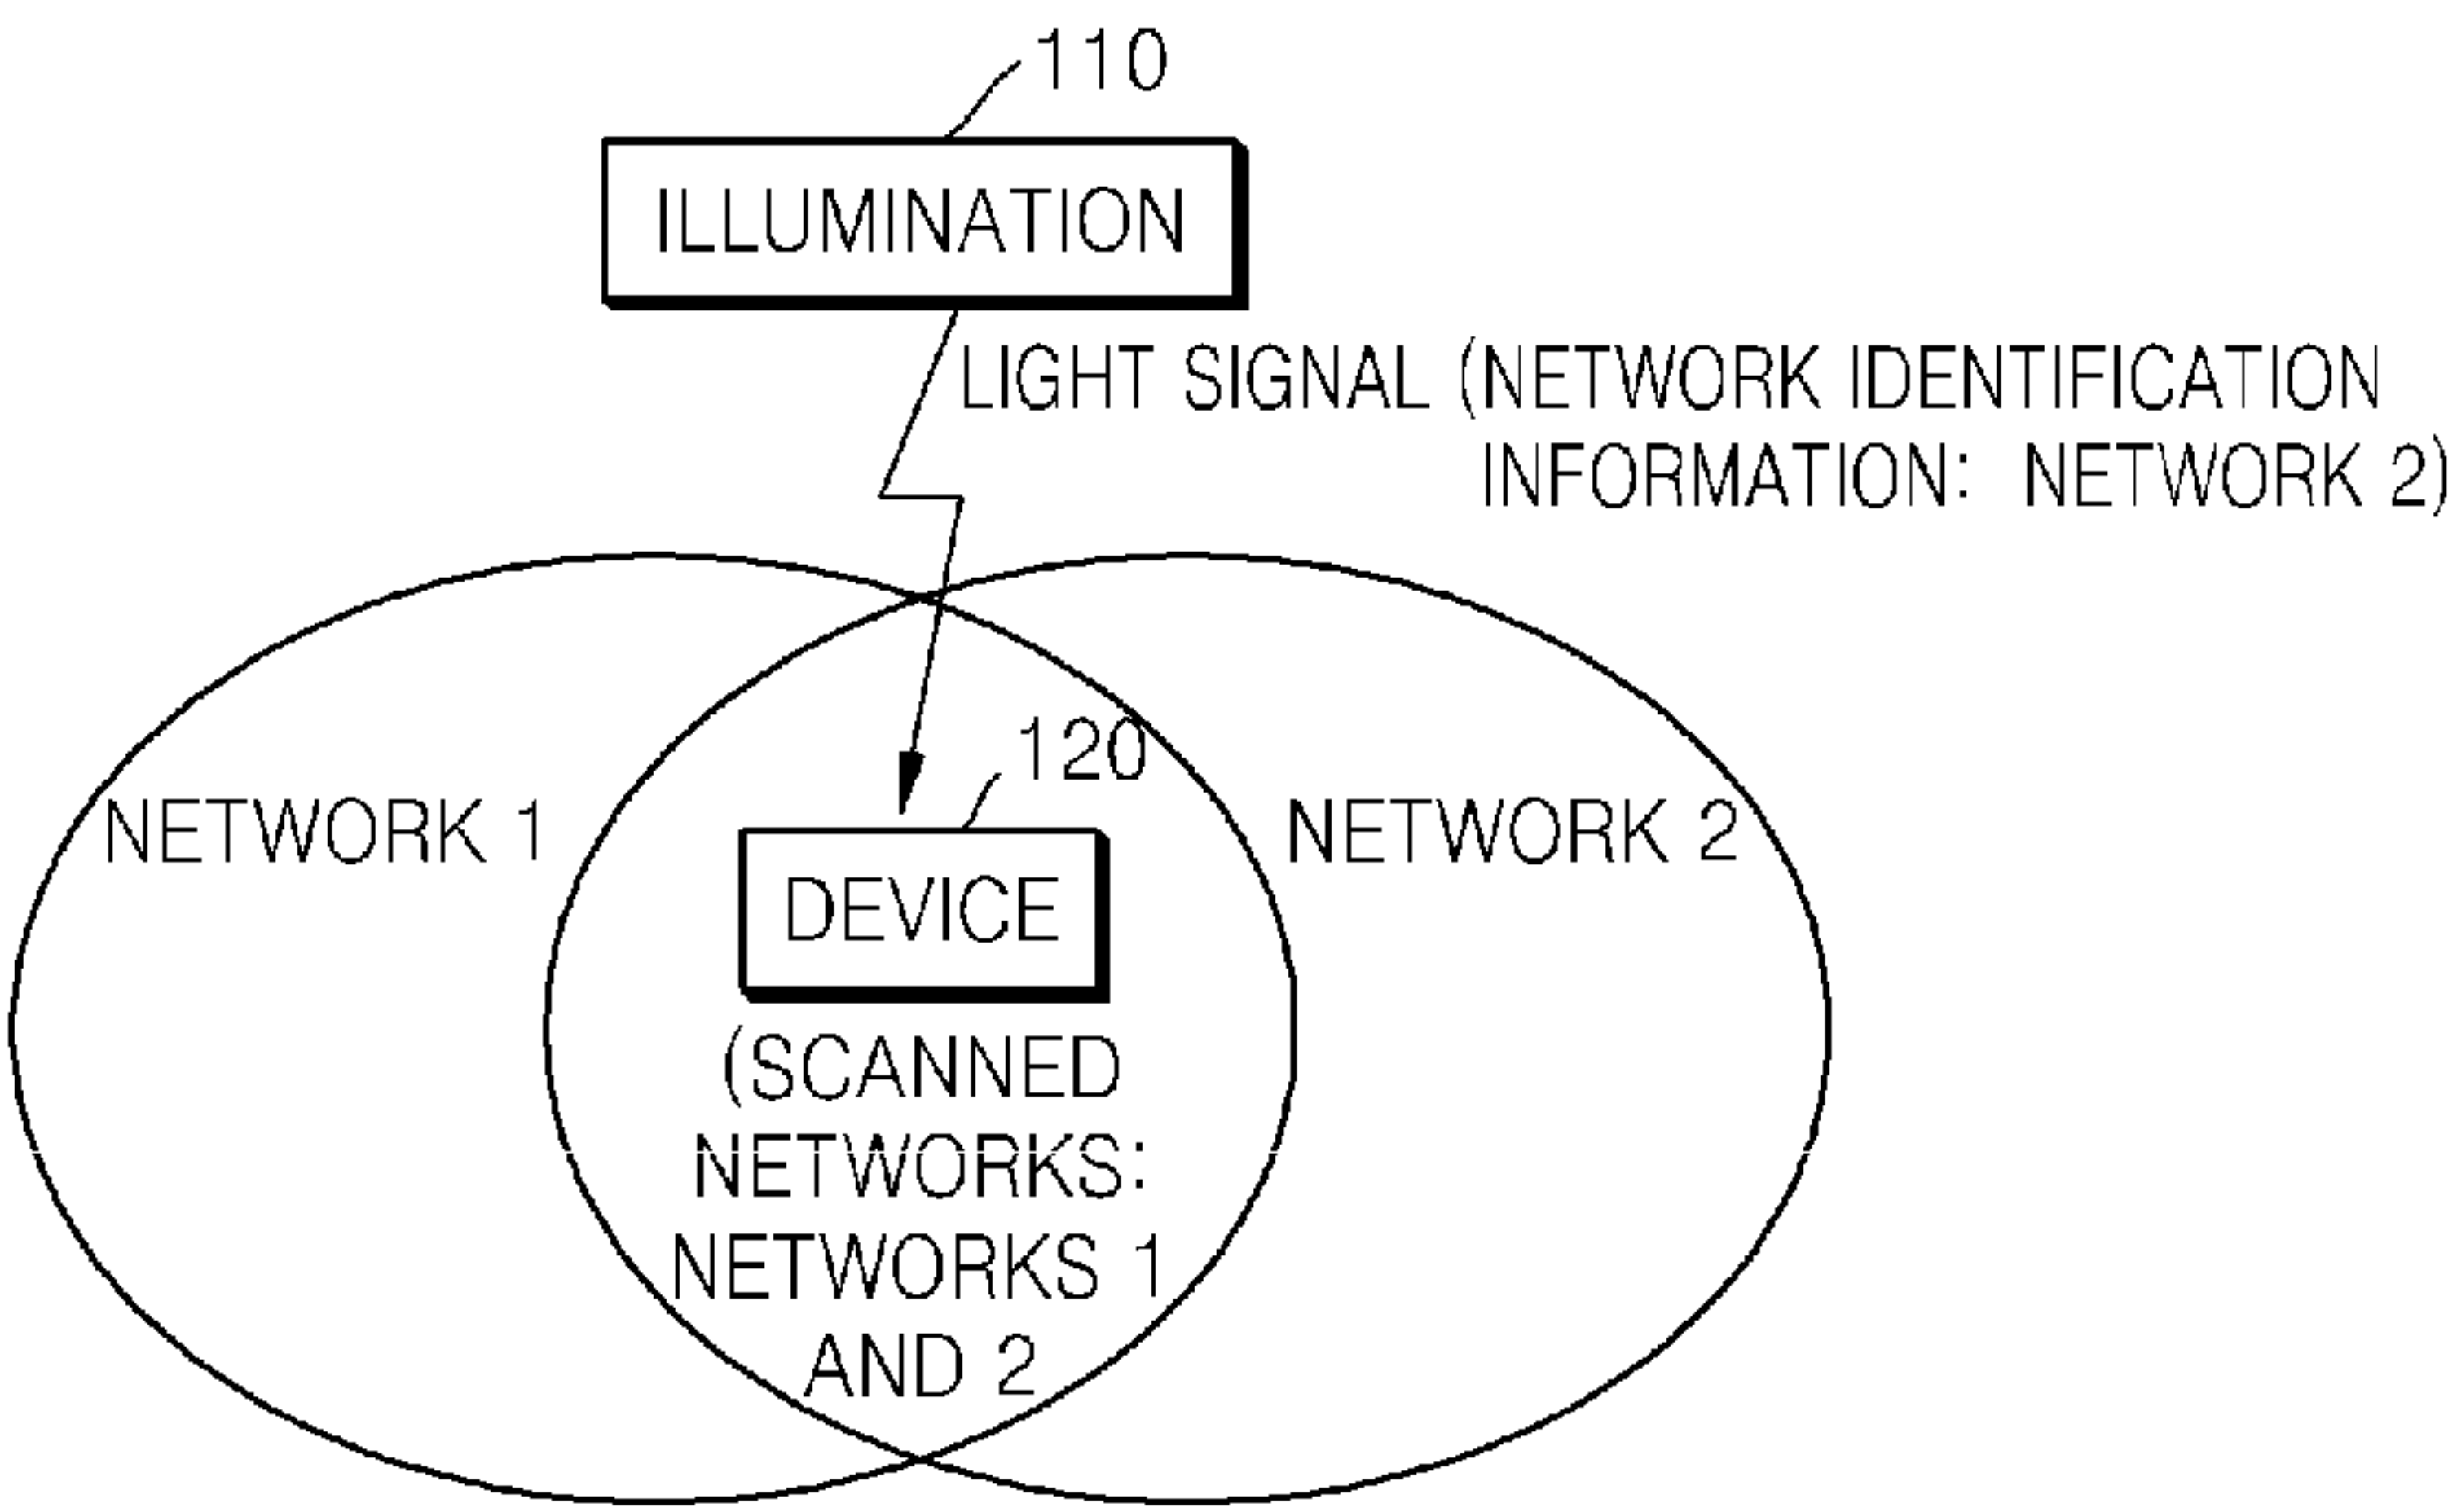 110
ILLUMINATION
LIGHT SIGNAL (NETWORK IDENTIFICATION
INFORMATION: NETWORK 2)
120
NETWORK 1
NETWORK 2
DEVICE
(SCANNED
NETWORKS:
NETWORKS 1
AND 2